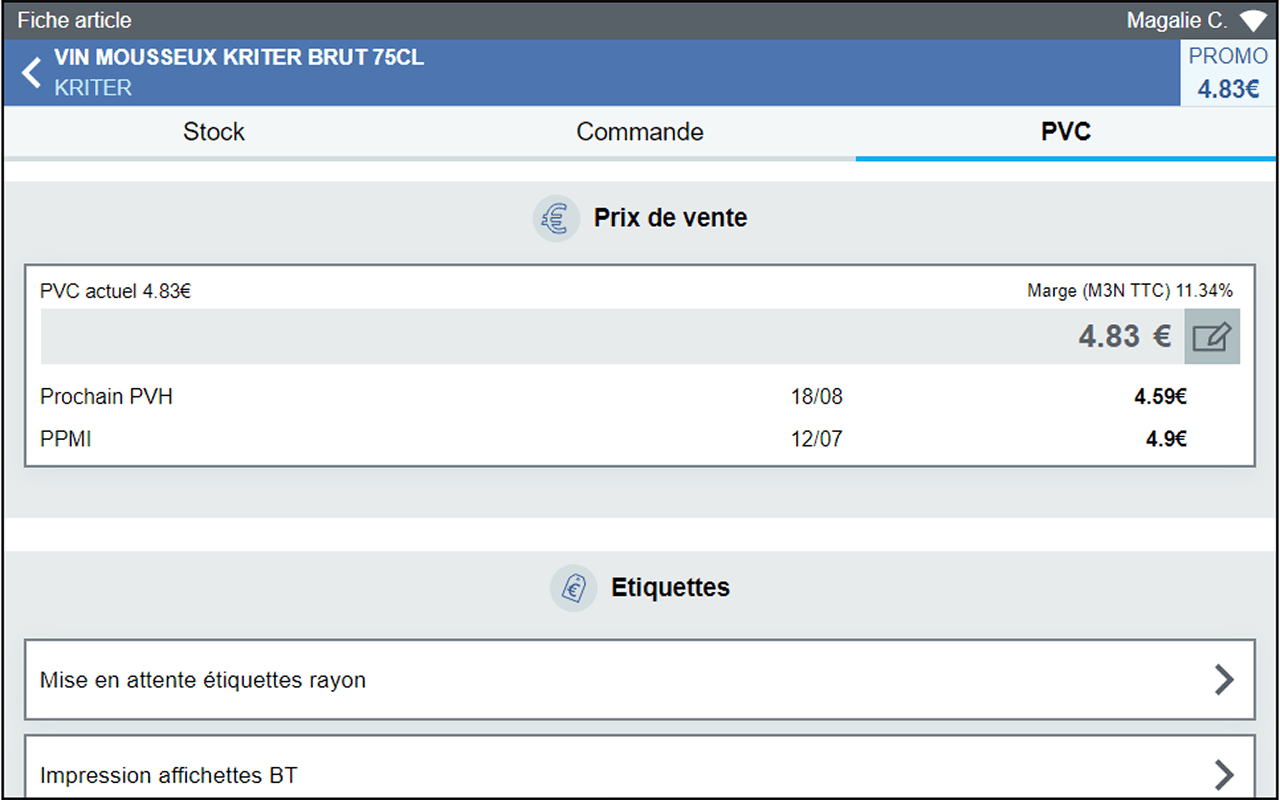 Fiche article
Magalie C.
VIN MOUSSEUX KRITER BRUT 75CL
KRITER
PROMO
4.83€
Stock
Commande
PVC
€ Prix de vente
PVC actuel 4.83€
Marge (M3N TTC) 11.34%
4.83 €
Prochain PVH 18/08 4.59€
PPMI 12/07 4.9€
€ Etiquettes
Mise en attente étiquettes rayon
Impression affichettes BT